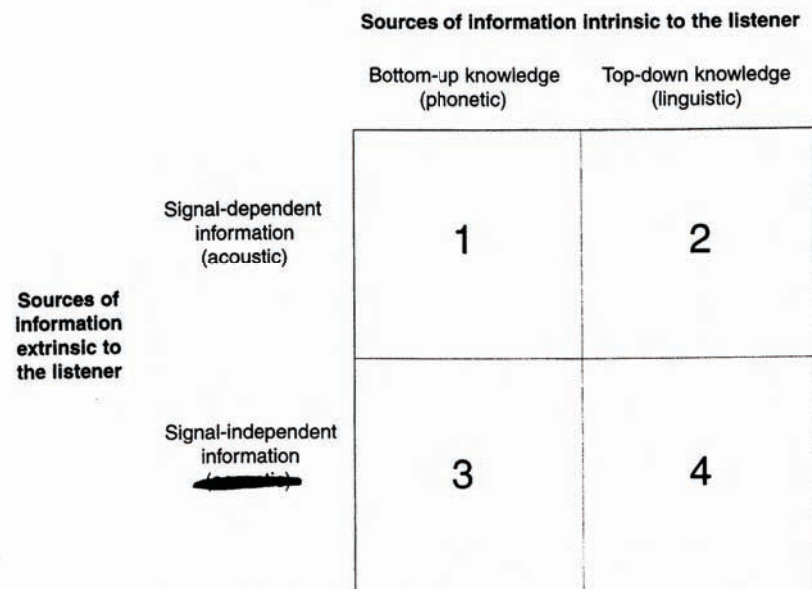 Sources of information intrinsic to the listener
Bottom-up knowledge
(phonetic)
Top-down knowledge
(linguistic)
Signal-dependent
information
(acoustic)
1
2
Sources of
information
extrinsic to
the listener
Signal-independent
information
3
4